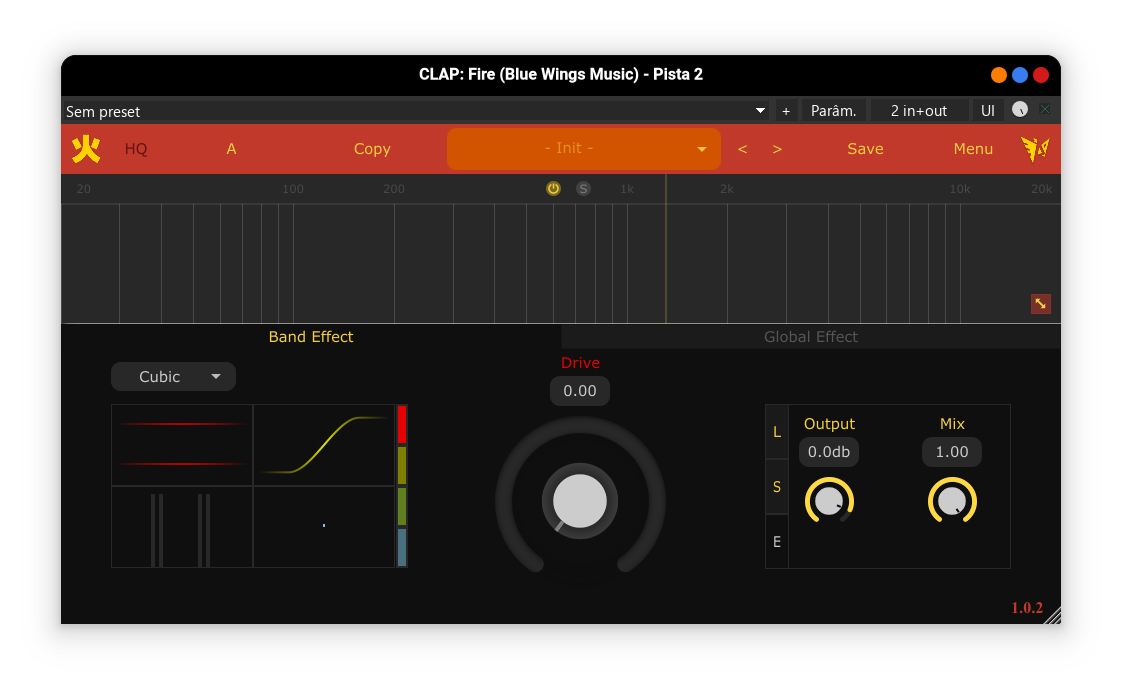 CLAP: Fire (Blue Wings Music) - Pista 2
Sem preset + Parâm. 2 in+out UI
火 HQ A Copy - Init - < > Save Menu
20 100 200 S 1k 2k 10k 20k
Band Effect Global Effect
Drive
Cubic 0.00
L Output Mix
0.0db 1.00
S
E
1.0.2